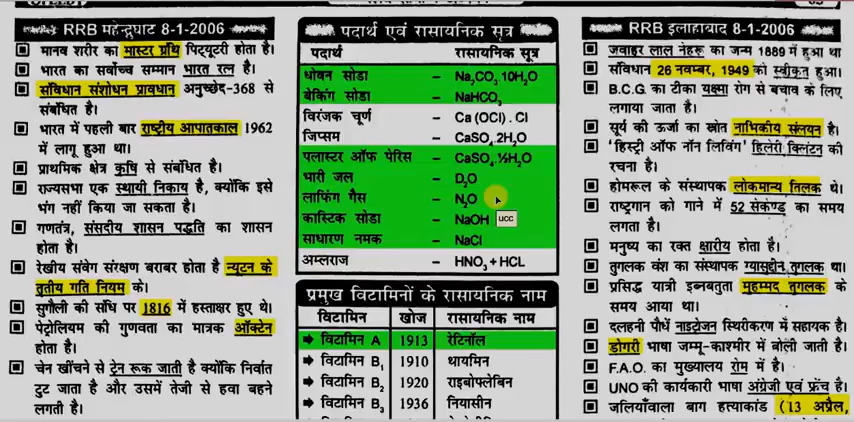 RRB महेन्द्रघाट 8-1-2006
मानव शरीर का मास्टर ग्रंथि पिट्यूटरी होता है।
भारत का सर्वोच्च सम्मान भारत रत्न है।
संविधान संशोधन प्रावधान अनुच्छेद-368 से
संबंधित है।
भारत में पहली बार राष्ट्रीय आपातकाल 1962
में लागू हुआ था।
प्राथमिक क्षेत्र कृषि से संबंधित है।
राज्यसभा एक स्थायी निकाय है, क्योंकि इसे
भंग नहीं किया जा सकता है।
गणतंत्र, संसदीय शासन पद्धति का शासन
होता है।
रेखीय संवेग संरक्षण बराबर होता है न्यूटन के
तृतीय गति नियम के।
सुगौली की संधि पर 1816 में हस्ताक्षर हुए थे।
पेट्रोलियम की गुणवता का मात्रक ऑक्टेन
होता है।
चेन खींचने से ट्रेन रूक जाती है क्योंकि निर्वात
टुट जाता है और उसमें तेजी से हवा बहने
लगती है।
पदार्थ एवं रासायनिक सूत्र
पदार्थ रासायनिक सूत्र
धोवन सोडा – Na₂CO₃.10H₂O
बेकिंग सोडा – NaHCO₃
विरंजक चूर्ण – Ca (OCl) . Cl
जिप्सम – CaSO₄.2H₂O
पलास्टर ऑफ पेरिस – CaSO₄.½H₂O
भारी जल – D₂O
लाफिंग गैस – N₂O
कास्टिक सोडा – NaOH ucc
साधारण नमक – NaCl
अम्लराज – HNO₃+HCL
प्रमुख विटामिनों के रासायनिक नाम
विटामिन खोज रासायनिक नाम
विटामिन A 1913 रेटिनॉल
विटामिन B₁ 1910 थायमिन
विटामिन B₂ 1920 राइबोफ्लेबिन
विटामिन B₃ 1936 नियासीन
RRB इलाहाबाद 8-1-2006
जवाहर लाल नेहरू का जन्म 1889 में हुआ था
संविधान 26 नवम्बर, 1949 को स्वीकृत हुआ।
B.C.G. का टीका यक्ष्मा रोग से बचाव के लिए
लगाया जाता है।
सूर्य की ऊर्जा का स्रोत नाभिकीय संलयन है।
'हिस्ट्री ऑफ नॉन लिविंग' हिलेरी क्लिंटन की
रचना है।
होमरूल के संस्थापक लोकमान्य तिलक थे।
राष्ट्रगान को गाने में 52 सेकण्ड का समय
लगता है।
मनुष्य का रक्त क्षारीय होता है।
तुगलक वंश का संस्थापक ग्यासुद्दीन तुगलक था।
प्रसिद्ध यात्री इब्नबतुता मुहम्मद तुगलक के
समय आया था।
दलहनी पौधें नाइट्रोजन स्थिरीकरण में सहायक है।
डोगरी भाषा जम्मू-काश्मीर में बोली जाती है।
F.A.O. का मुख्यालय रोम में है।
UNO की कार्यकारी भाषा अंग्रेजी एवं फ्रेंच है।
जलियाँवाला बाग हत्याकांड (13 अप्रैल,